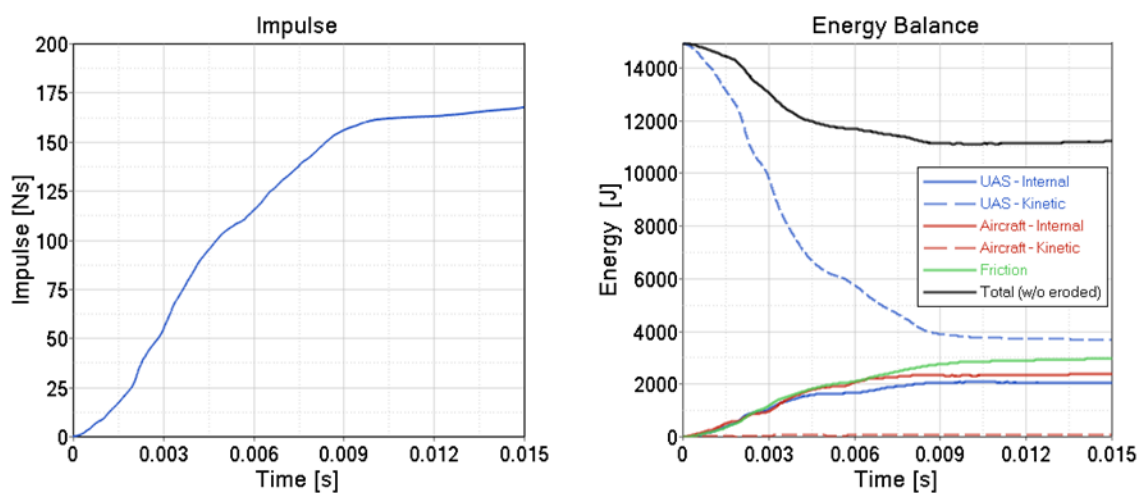 Impulse
200
175
150
125
100
75
50
25
0
Impulse [Ns]
0
0.003
0.006
0.009
0.012
0.015
Time [s]
Energy Balance
14000
12000
10000
8000
6000
4000
2000
0
Energy [J]
UAS - Internal
UAS - Kinetic
Aircraft - Internal
Aircraft - Kinetic
Friction
Total (w/o eroded)
0
0.003
0.006
0.009
0.012
0.015
Time [s]